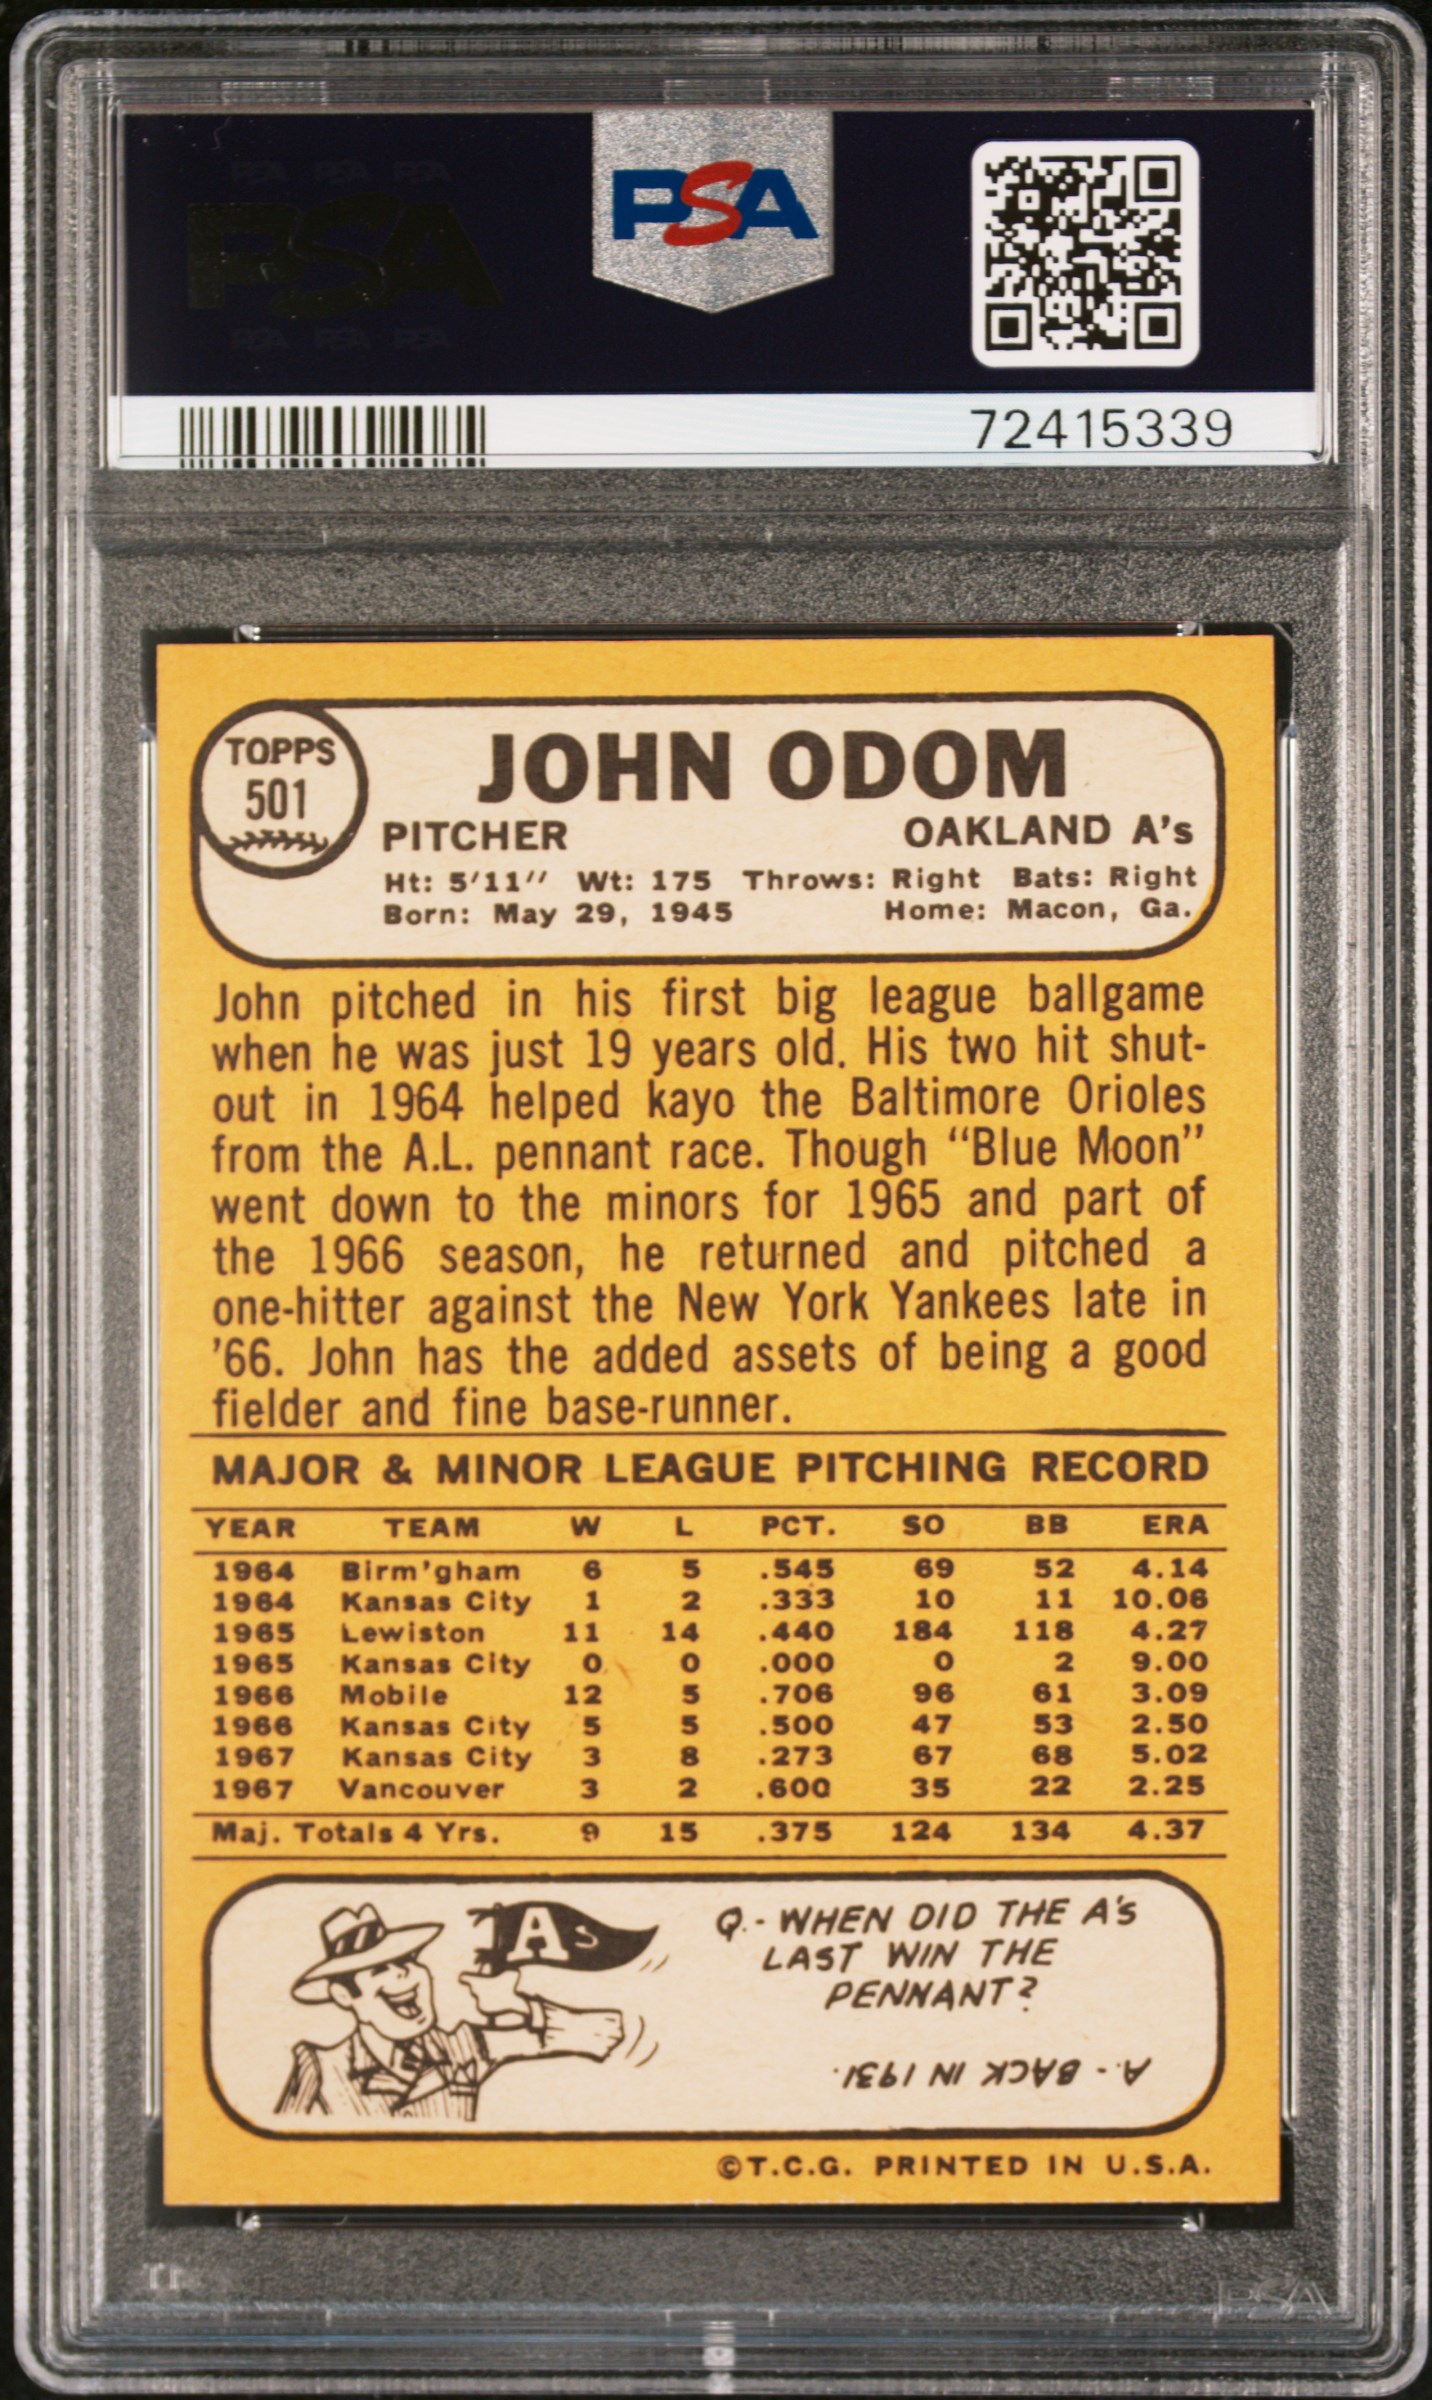 PSA PSA PSA
PSA
PSA PSA PSA
PSA
72415339
TOPPS
501
JOHN ODOM
PITCHER OAKLAND A's
Ht: 5'11" Wt: 175 Throws: Right Bats: Right
Born: May 29, 1945 Home: Macon, Ga.
John pitched in his first big league ballgame
when he was just 19 years old. His two hit shut-
out in 1964 helped kayo the Baltimore Orioles
from the A.L. pennant race. Though "Blue Moon"
went down to the minors for 1965 and part of
the 1966 season, he returned and pitched a
one-hitter against the New York Yankees late in
'66. John has the added assets of being a good
fielder and fine base-runner.
MAJOR & MINOR LEAGUE PITCHING RECORD
YEAR TEAM W L PCT. SO BB ERA
1964 Birm'gham 6 5 .545 69 52 4.14
1964 Kansas City 1 2 .333 10 11 10.06
1965 Lewiston 11 14 .440 184 118 4.27
1965 Kansas City 0 0 .000 0 2 9.00
1966 Mobile 12 5 .706 96 61 3.09
1966 Kansas City 5 5 .500 47 53 2.50
1967 Kansas City 3 8 .273 67 68 5.02
1967 Vancouver 3 2 .600 35 22 2.25
Maj. Totals 4 Yrs. 9 15 .375 124 134 4.37
A's
Q.- WHEN DID THE A's
LAST WIN THE
PENNANT?
A.- BACK IN 1931.
©T.C.G. PRINTED IN U.S.A.
PSA